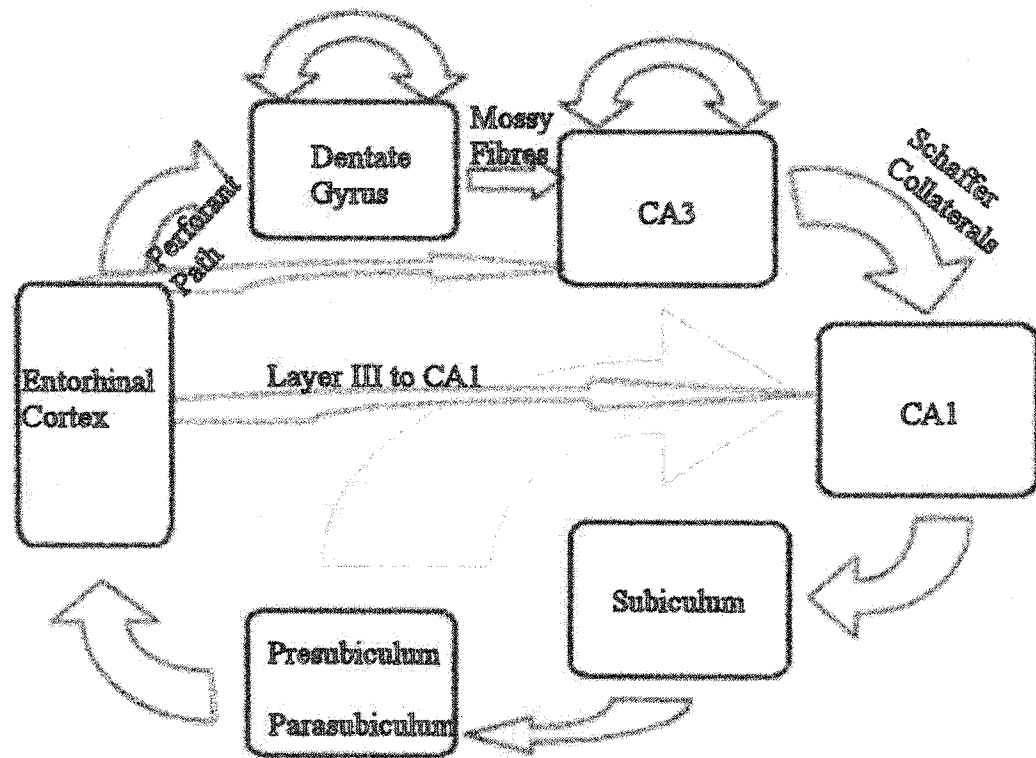 Dentate
Gyrus
Mossy
Fibres
CA3
Schaffer
Collaterals
Perforant
Path
Entorhinal
Cortex
Layer III to CA1
CA1
Subiculum
Presubiculum
Parasubiculum